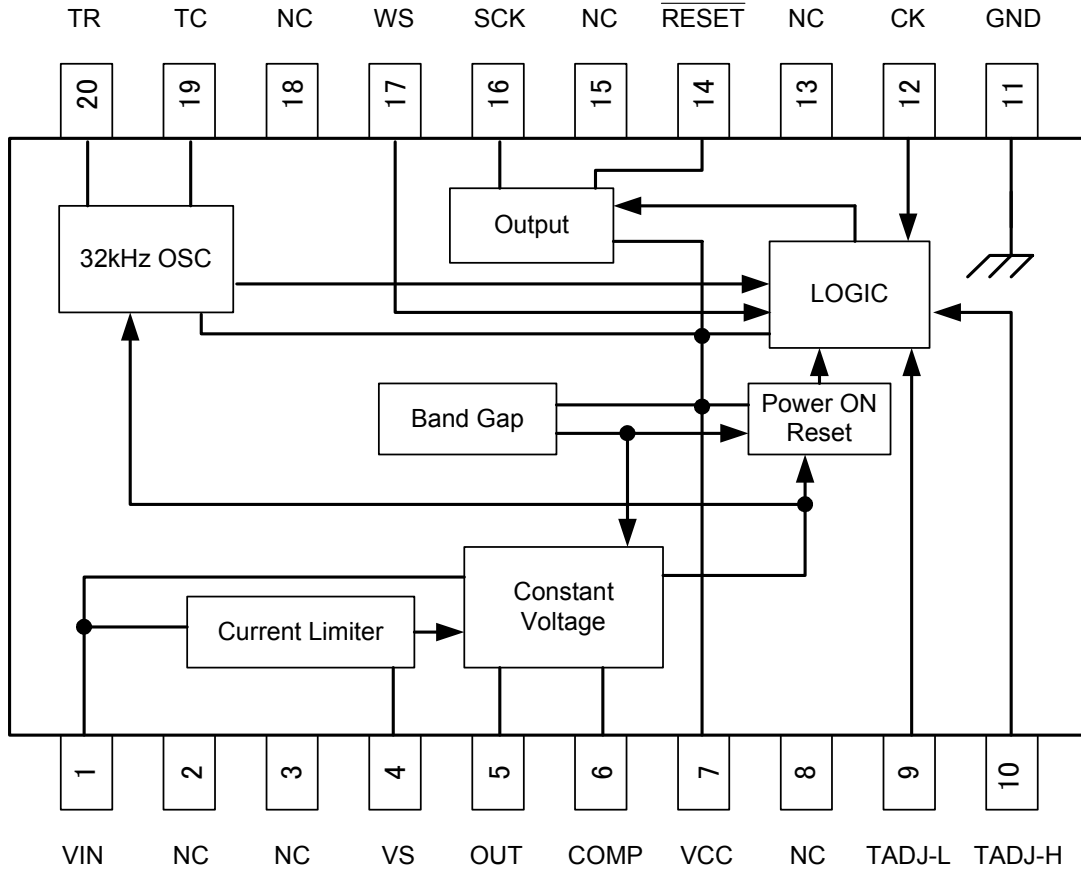 TR TC NC WS SCK NC RESET NC CK GND
20 19 18 17 16 15 14 13 12 11
Output
32kHz OSC
LOGIC
Band Gap
Power ON
Reset
Constant
Voltage
Current Limiter
1 2 3 4 5 6 7 8 9 10
VIN NC NC VS OUT COMP VCC NC TADJ-L TADJ-H